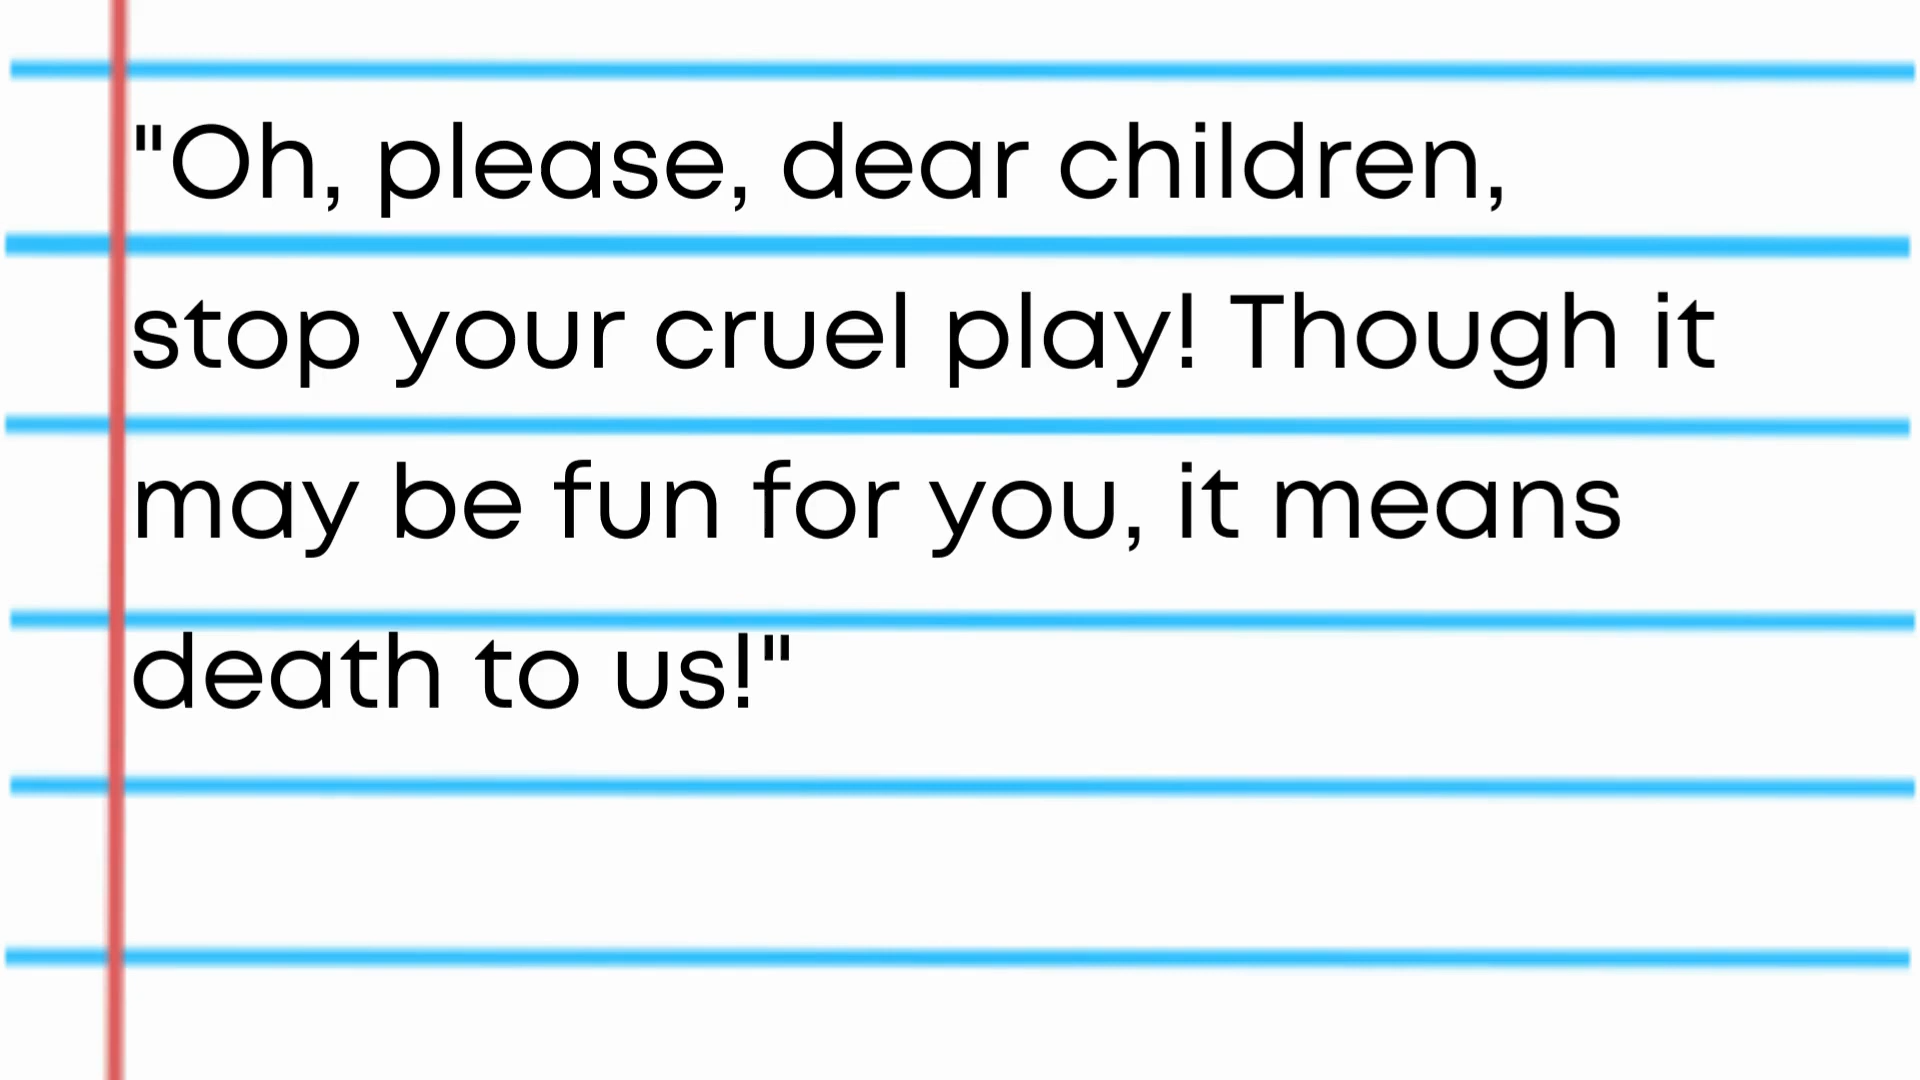 "Oh, please, dear children,
stop your cruel play! Though it
may be fun for you, it means
death to us!"